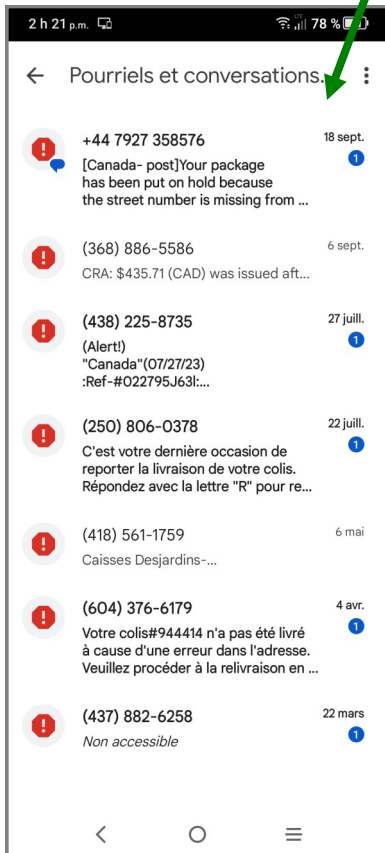 2 h 21 p.m. 78 %
Pourriels et conversations.
+44 7927 358576 18 sept.
[Canada- post]Your package 1
has been put on hold because
the street number is missing from ...
(368) 886-5586 6 sept.
CRA: $435.71 (CAD) was issued aft...
(438) 225-8735 27 juill.
(Alert!) 1
"Canada"(07/27/23)
:Ref-#022795J63l:...
(250) 806-0378 22 juill.
C'est votre dernière occasion de 1
reporter la livraison de votre colis.
Répondez avec la lettre "R" pour re...
(418) 561-1759 6 mai
Caisses Desjardins-...
(604) 376-6179 4 avr.
Votre colis#944414 n'a pas été livré 1
à cause d'une erreur dans l'adresse.
Veuillez procéder à la relivraison en ...
(437) 882-6258 22 mars
Non accessible 1